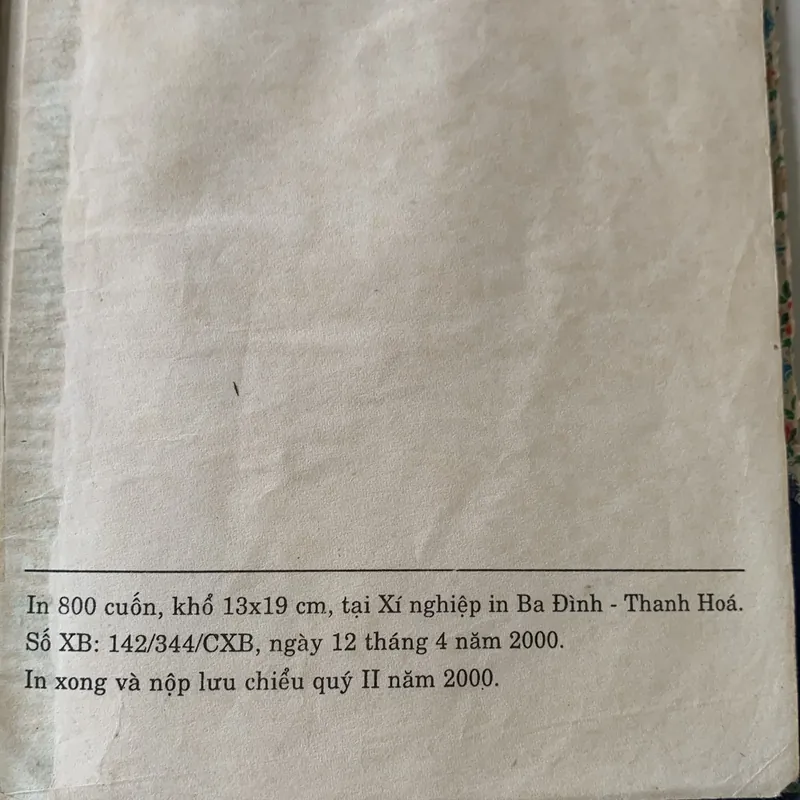 In 800 cuốn, khổ 13x19 cm, tại Xí nghiệp in Ba Đình - Thanh Hoá.
Số XB: 142/344/CXB, ngày 12 tháng 4 năm 2000.
In xong và nộp lưu chiểu quý II năm 2000.